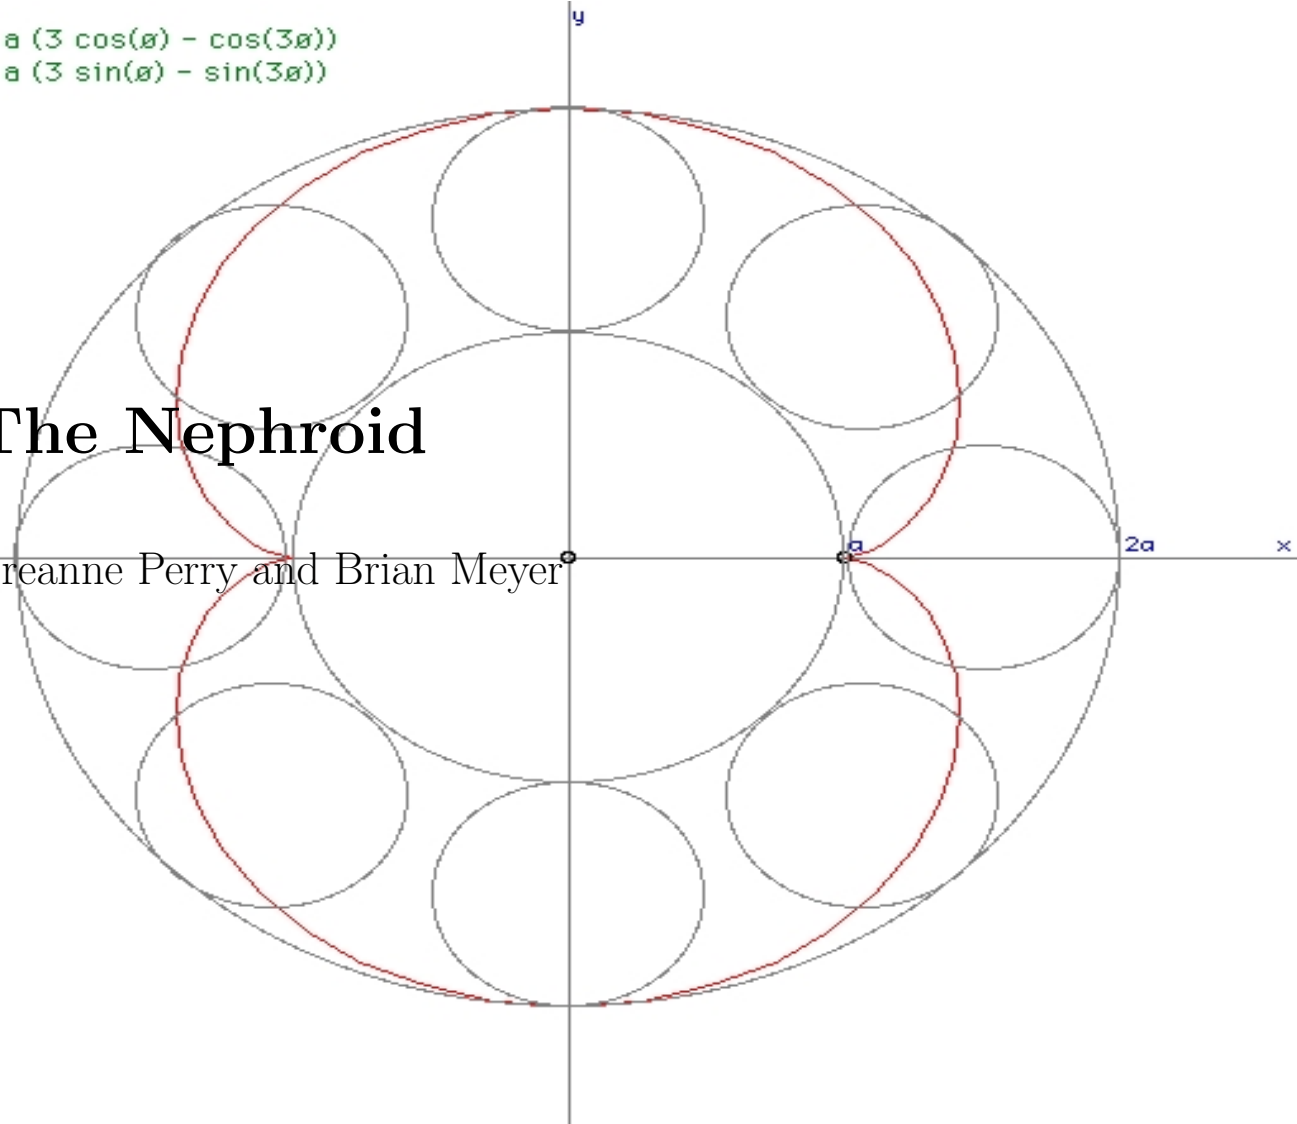 y
a (3 cos(ø) - cos(3ø))
a (3 sin(ø) - sin(3ø))
The Nephroid
a
2a
x
reanne Perry and Brian Meyer